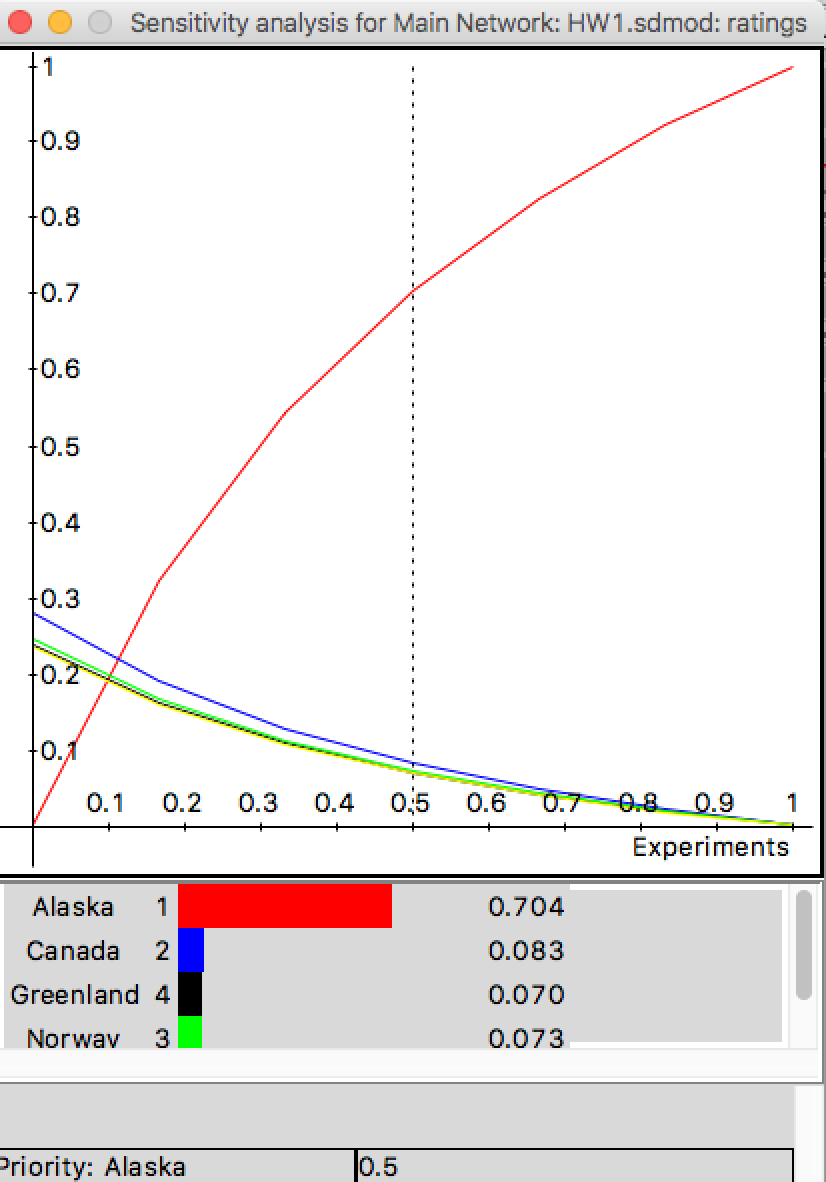 Sensitivity analysis for Main Network: HW1.sdmod: ratings
1
0.9
0.8
0.7
0.6
0.5
0.4
0.3
0.2
0.1
0.1 0.2 0.3 0.4 0.5 0.6 0.7 0.8 0.9 1
Experiments
Alaska 1 0.704
Canada 2 0.083
Greenland 4 0.070
Norway 3 0.073
Priority: Alaska 0.5